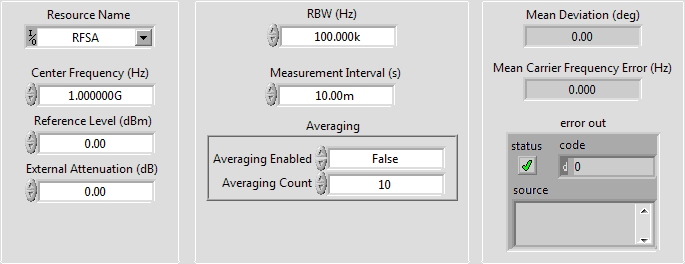 Resource Name
I/O RFSA
Center Frequency (Hz)
1.000000G
Reference Level (dBm)
0.00
External Attenuation (dB)
0.00
RBW (Hz)
100.000k
Measurement Interval (s)
10.00m
Averaging
Averaging Enabled False
Averaging Count 10
Mean Deviation (deg)
0.00
Mean Carrier Frequency Error (Hz)
0.000
error out
status code
d 0
source